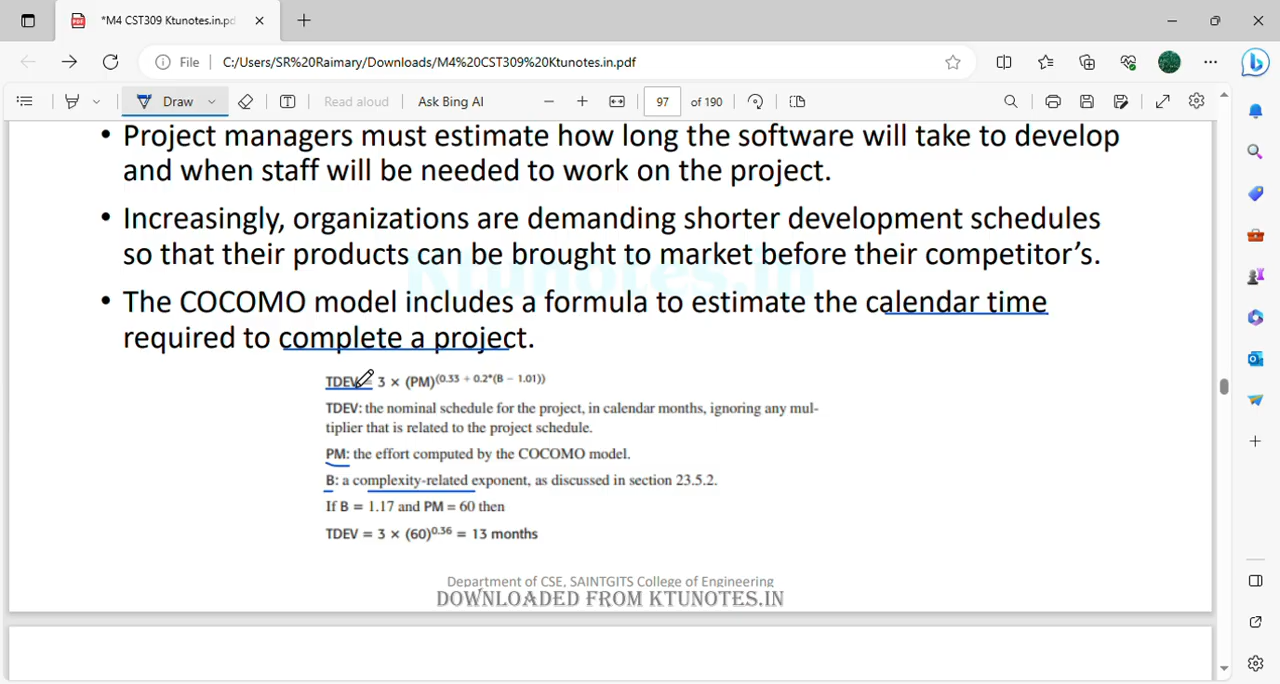 *M4 CST309 Ktunotes.in.pd
File
C:/Users/SR%20Raimary/Downloads/M4%20CST309%20Ktunotes.in.pdf
Draw
Read aloud
Ask Bing AI
97 of 190
• Project managers must estimate how long the software will take to develop
and when staff will be needed to work on the project.
• Increasingly, organizations are demanding shorter development schedules
so that their products can be brought to market before their competitor’s.
Ktunotes.in
• The COCOMO model includes a formula to estimate the calendar time
required to complete a project.
TDEV = 3 × (PM)^(0.33 + 0.2*(B − 1.01))
TDEV: the nominal schedule for the project, in calendar months, ignoring any mul-
tiplier that is related to the project schedule.
PM: the effort computed by the COCOMO model.
B: a complexity-related exponent, as discussed in section 23.5.2.
If B = 1.17 and PM = 60 then
TDEV = 3 × (60)^0.36 = 13 months
Department of CSE, SAINTGITS College of Engineering
DOWNLOADED FROM KTUNOTES.IN